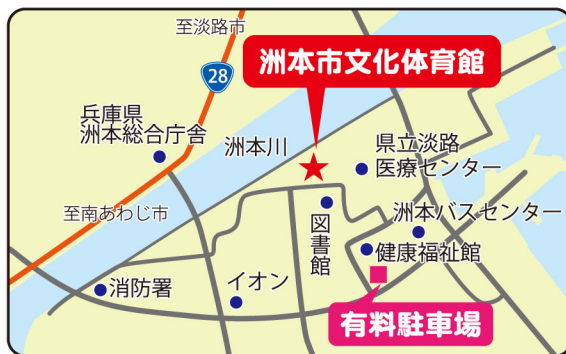 至淡路市
28
洲本市文化体育館
兵庫県
洲本総合庁舎
洲本川
県立淡路
医療センター
至南あわじ市
図書館
洲本バスセンター
健康福祉館
消防署
イオン
有料駐車場